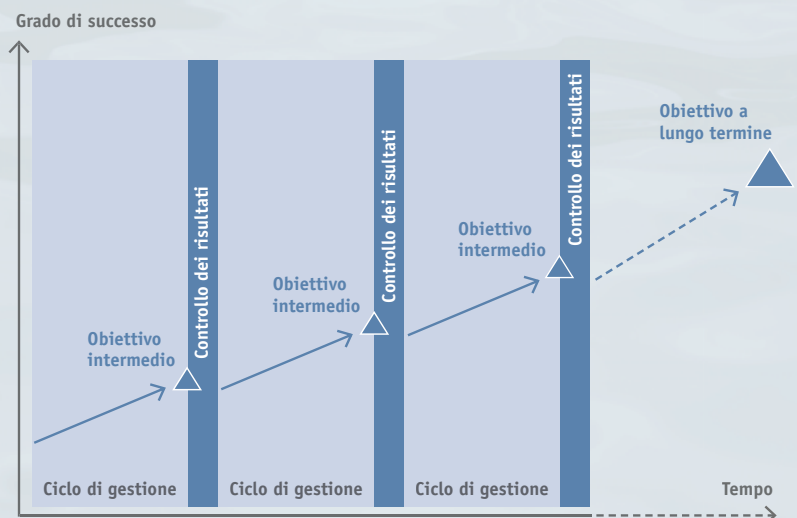 Grado di successo
Controllo dei risultati
Controllo dei risultati
Controllo dei risultati
Obiettivo a
lungo termine
Obiettivo
intermedio
Obiettivo
intermedio
Obiettivo
intermedio
Ciclo di gestione
Ciclo di gestione
Ciclo di gestione
Tempo